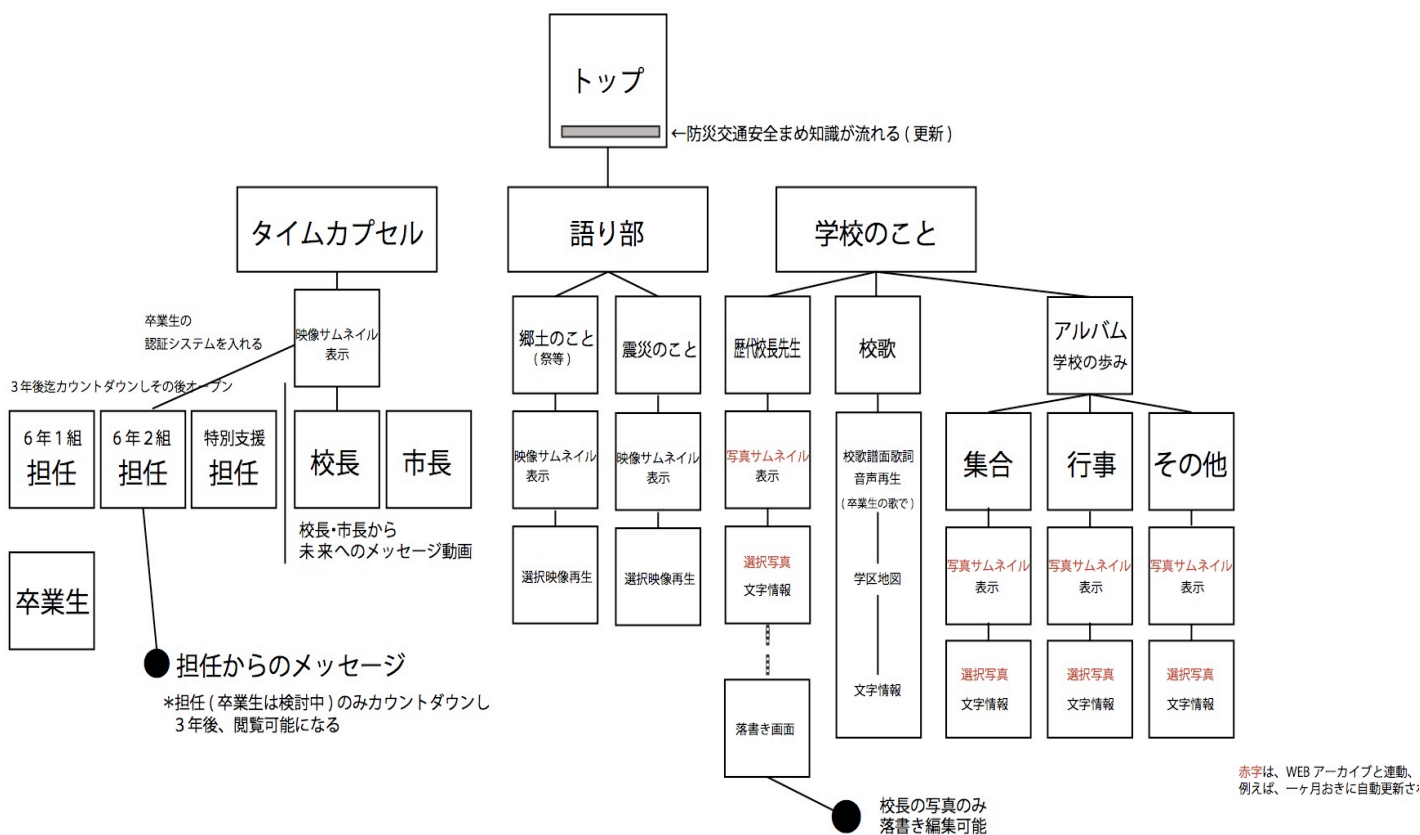 トップ
←防災交通安全まめ知識が流れる ( 更新 )
タイムカプセル
語り部
学校のこと
卒業生の
認証システムを入れる
映像サムネイル
表示
3 年後迄カウントダウンしその後オープン
6 年 1 組
担任
6 年 2 組
担任
特別支援
担任
校長
市長
校長・市長から
未来へのメッセージ動画
卒業生
担任からのメッセージ
*担任 ( 卒業生は検討中 ) のみカウントダウンし
3 年後、閲覧可能になる
郷土のこと
( 祭等 )
映像サムネイル
表示
選択映像再生
震災のこと
映像サムネイル
表示
選択映像再生
歴代校長先生
写真サムネイル
表示
選択写真
文字情報
落書き画面
校長の写真のみ
落書き編集可能
校歌
校歌譜面歌詞
音声再生
( 卒業生の歌で )
学区地図
文字情報
アルバム
学校の歩み
集合
写真サムネイル
表示
選択写真
文字情報
行事
写真サムネイル
表示
選択写真
文字情報
その他
写真サムネイル
表示
選択写真
文字情報
赤字は、WEB アーカイブと連動、
例えば、一ヶ月おきに自動更新さ